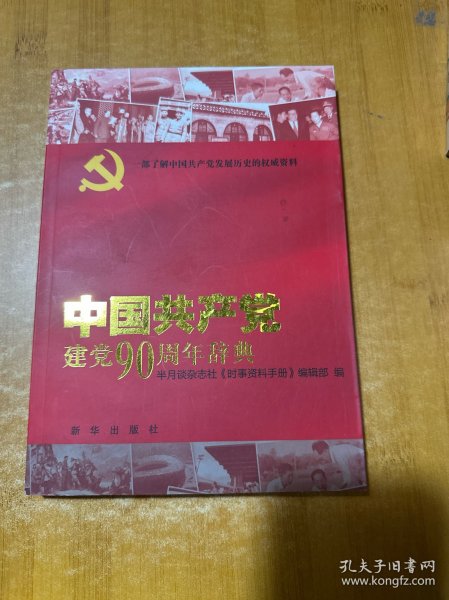 一部了解中国共产党发展历史的权威资料
中国共产党
建党90周年辞典
半月谈杂志社《时事资料手册》编辑部 编
新华出版社
孔夫子旧书网
www.kongfz.com